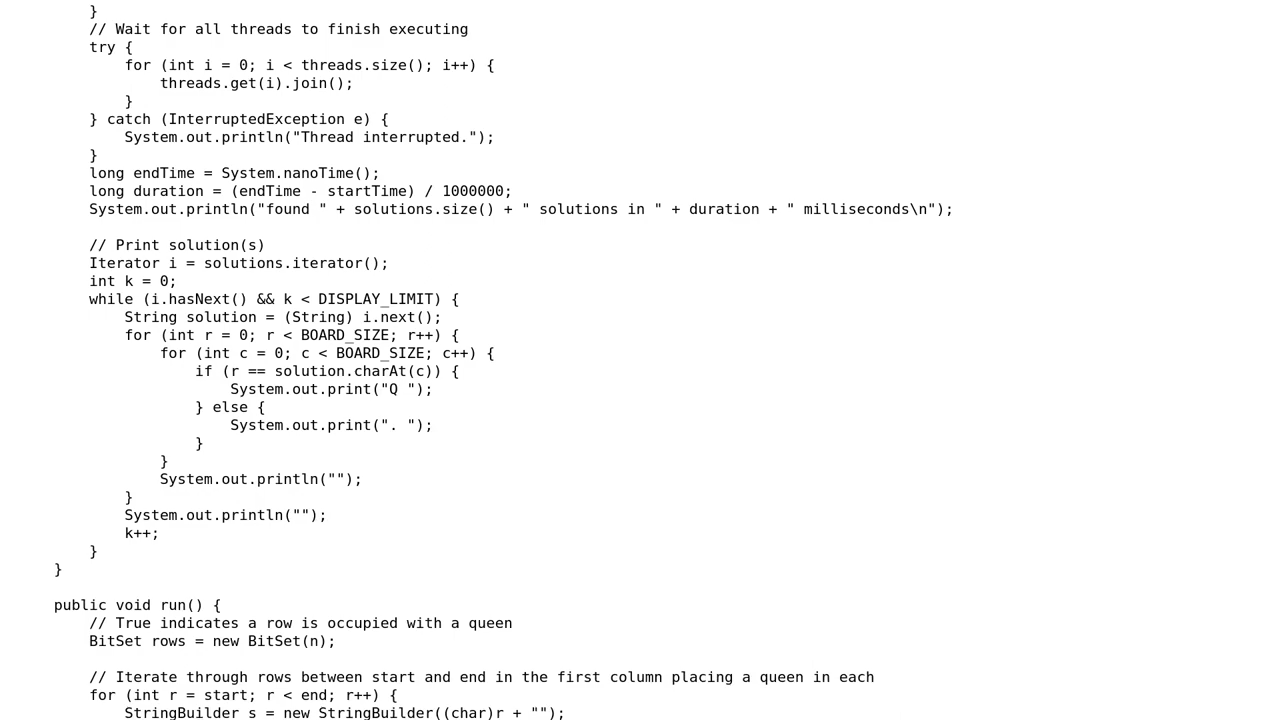 }
        // Wait for all threads to finish executing
        try {
            for (int i = 0; i < threads.size(); i++) {
                threads.get(i).join();
            }
        } catch (InterruptedException e) {
            System.out.println("Thread interrupted.");
        }
        long endTime = System.nanoTime();
        long duration = (endTime - startTime) / 1000000;
        System.out.println("found " + solutions.size() + " solutions in " + duration + " milliseconds\n");

        // Print solution(s)
        Iterator i = solutions.iterator();
        int k = 0;
        while (i.hasNext() && k < DISPLAY_LIMIT) {
            String solution = (String) i.next();
            for (int r = 0; r < BOARD_SIZE; r++) {
                for (int c = 0; c < BOARD_SIZE; c++) {
                    if (r == solution.charAt(c)) {
                        System.out.print("Q ");
                    } else {
                        System.out.print(". ");
                    }
                }
                System.out.println("");
            }
            System.out.println("");
            k++;
        }
    }

    public void run() {
        // True indicates a row is occupied with a queen
        BitSet rows = new BitSet(n);

        // Iterate through rows between start and end in the first column placing a queen in each
        for (int r = start; r < end; r++) {
            StringBuilder s = new StringBuilder((char)r + "");